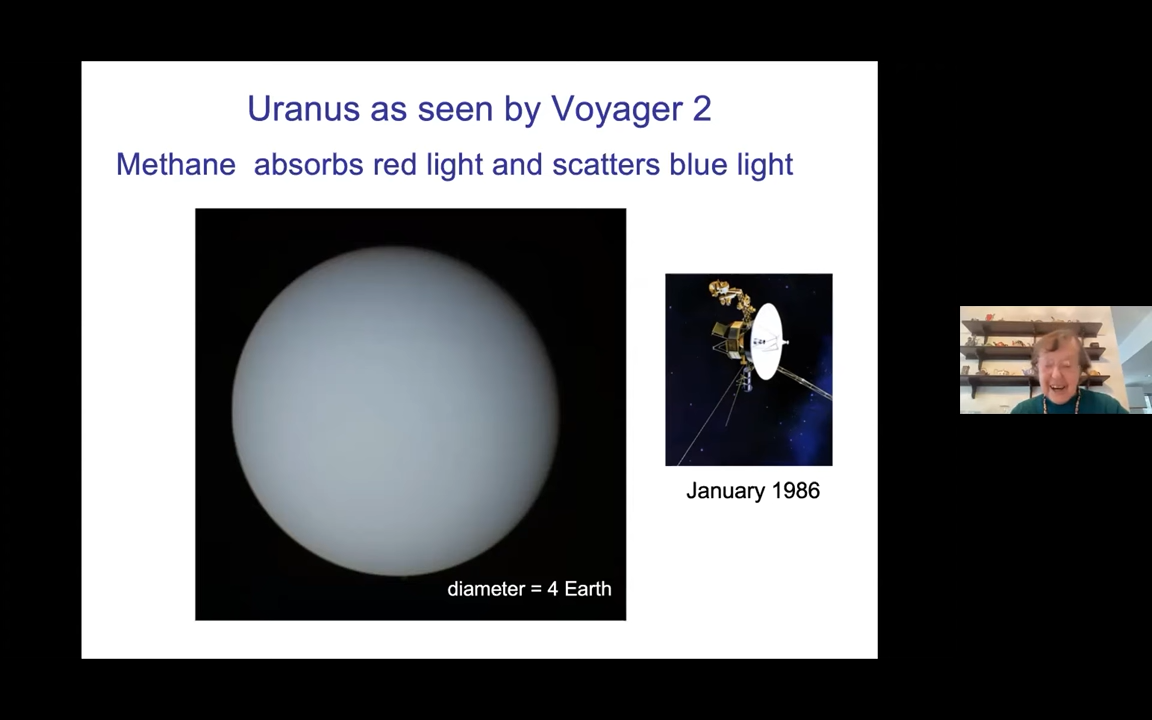 Uranus as seen by Voyager 2
Methane  absorbs red light and scatters blue light
January 1986
diameter = 4 Earth